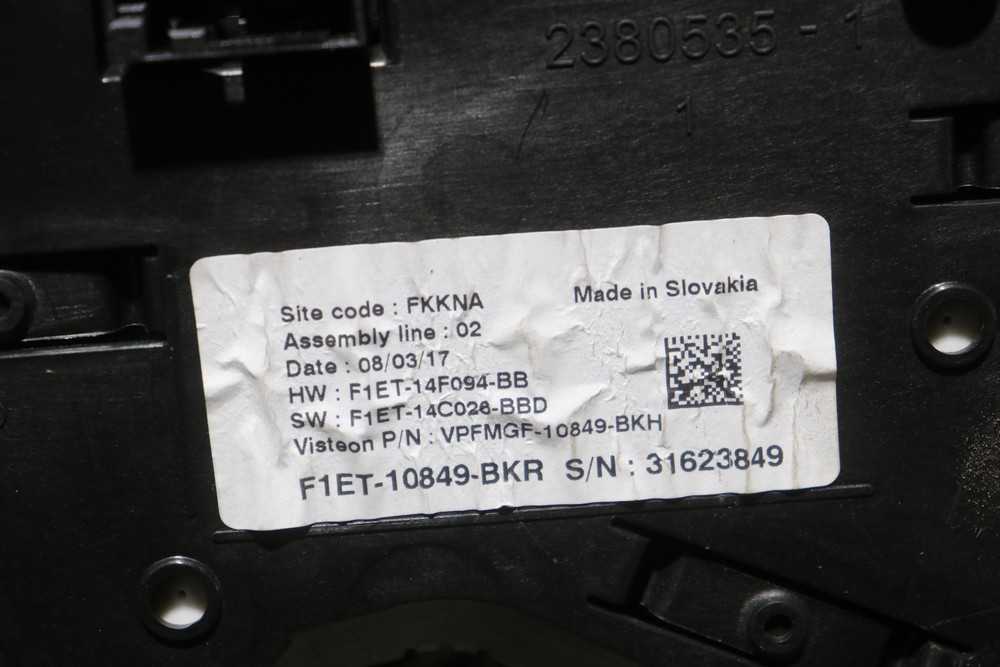 2380535 - 1
1
Made in Slovakia
Site code : FKKNA
Assembly line : 02
Date : 08/03/17
HW : F1ET-14F094-BB
SW : F1ET-14C026-BBD
Visteon P/N : VPFMGF-10849-BKH
F1ET-10849-BKR S/N : 31623849